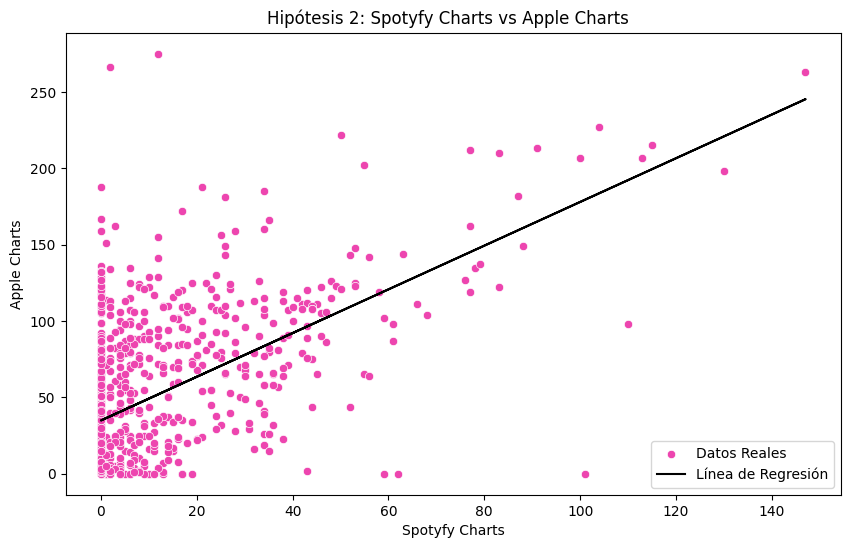 Hipótesis 2: Spotyfy Charts vs Apple Charts
Apple Charts
250
200
150
100
50
0
0 20 40 60 80 100 120 140
Spotyfy Charts
Datos Reales
Línea de Regresión